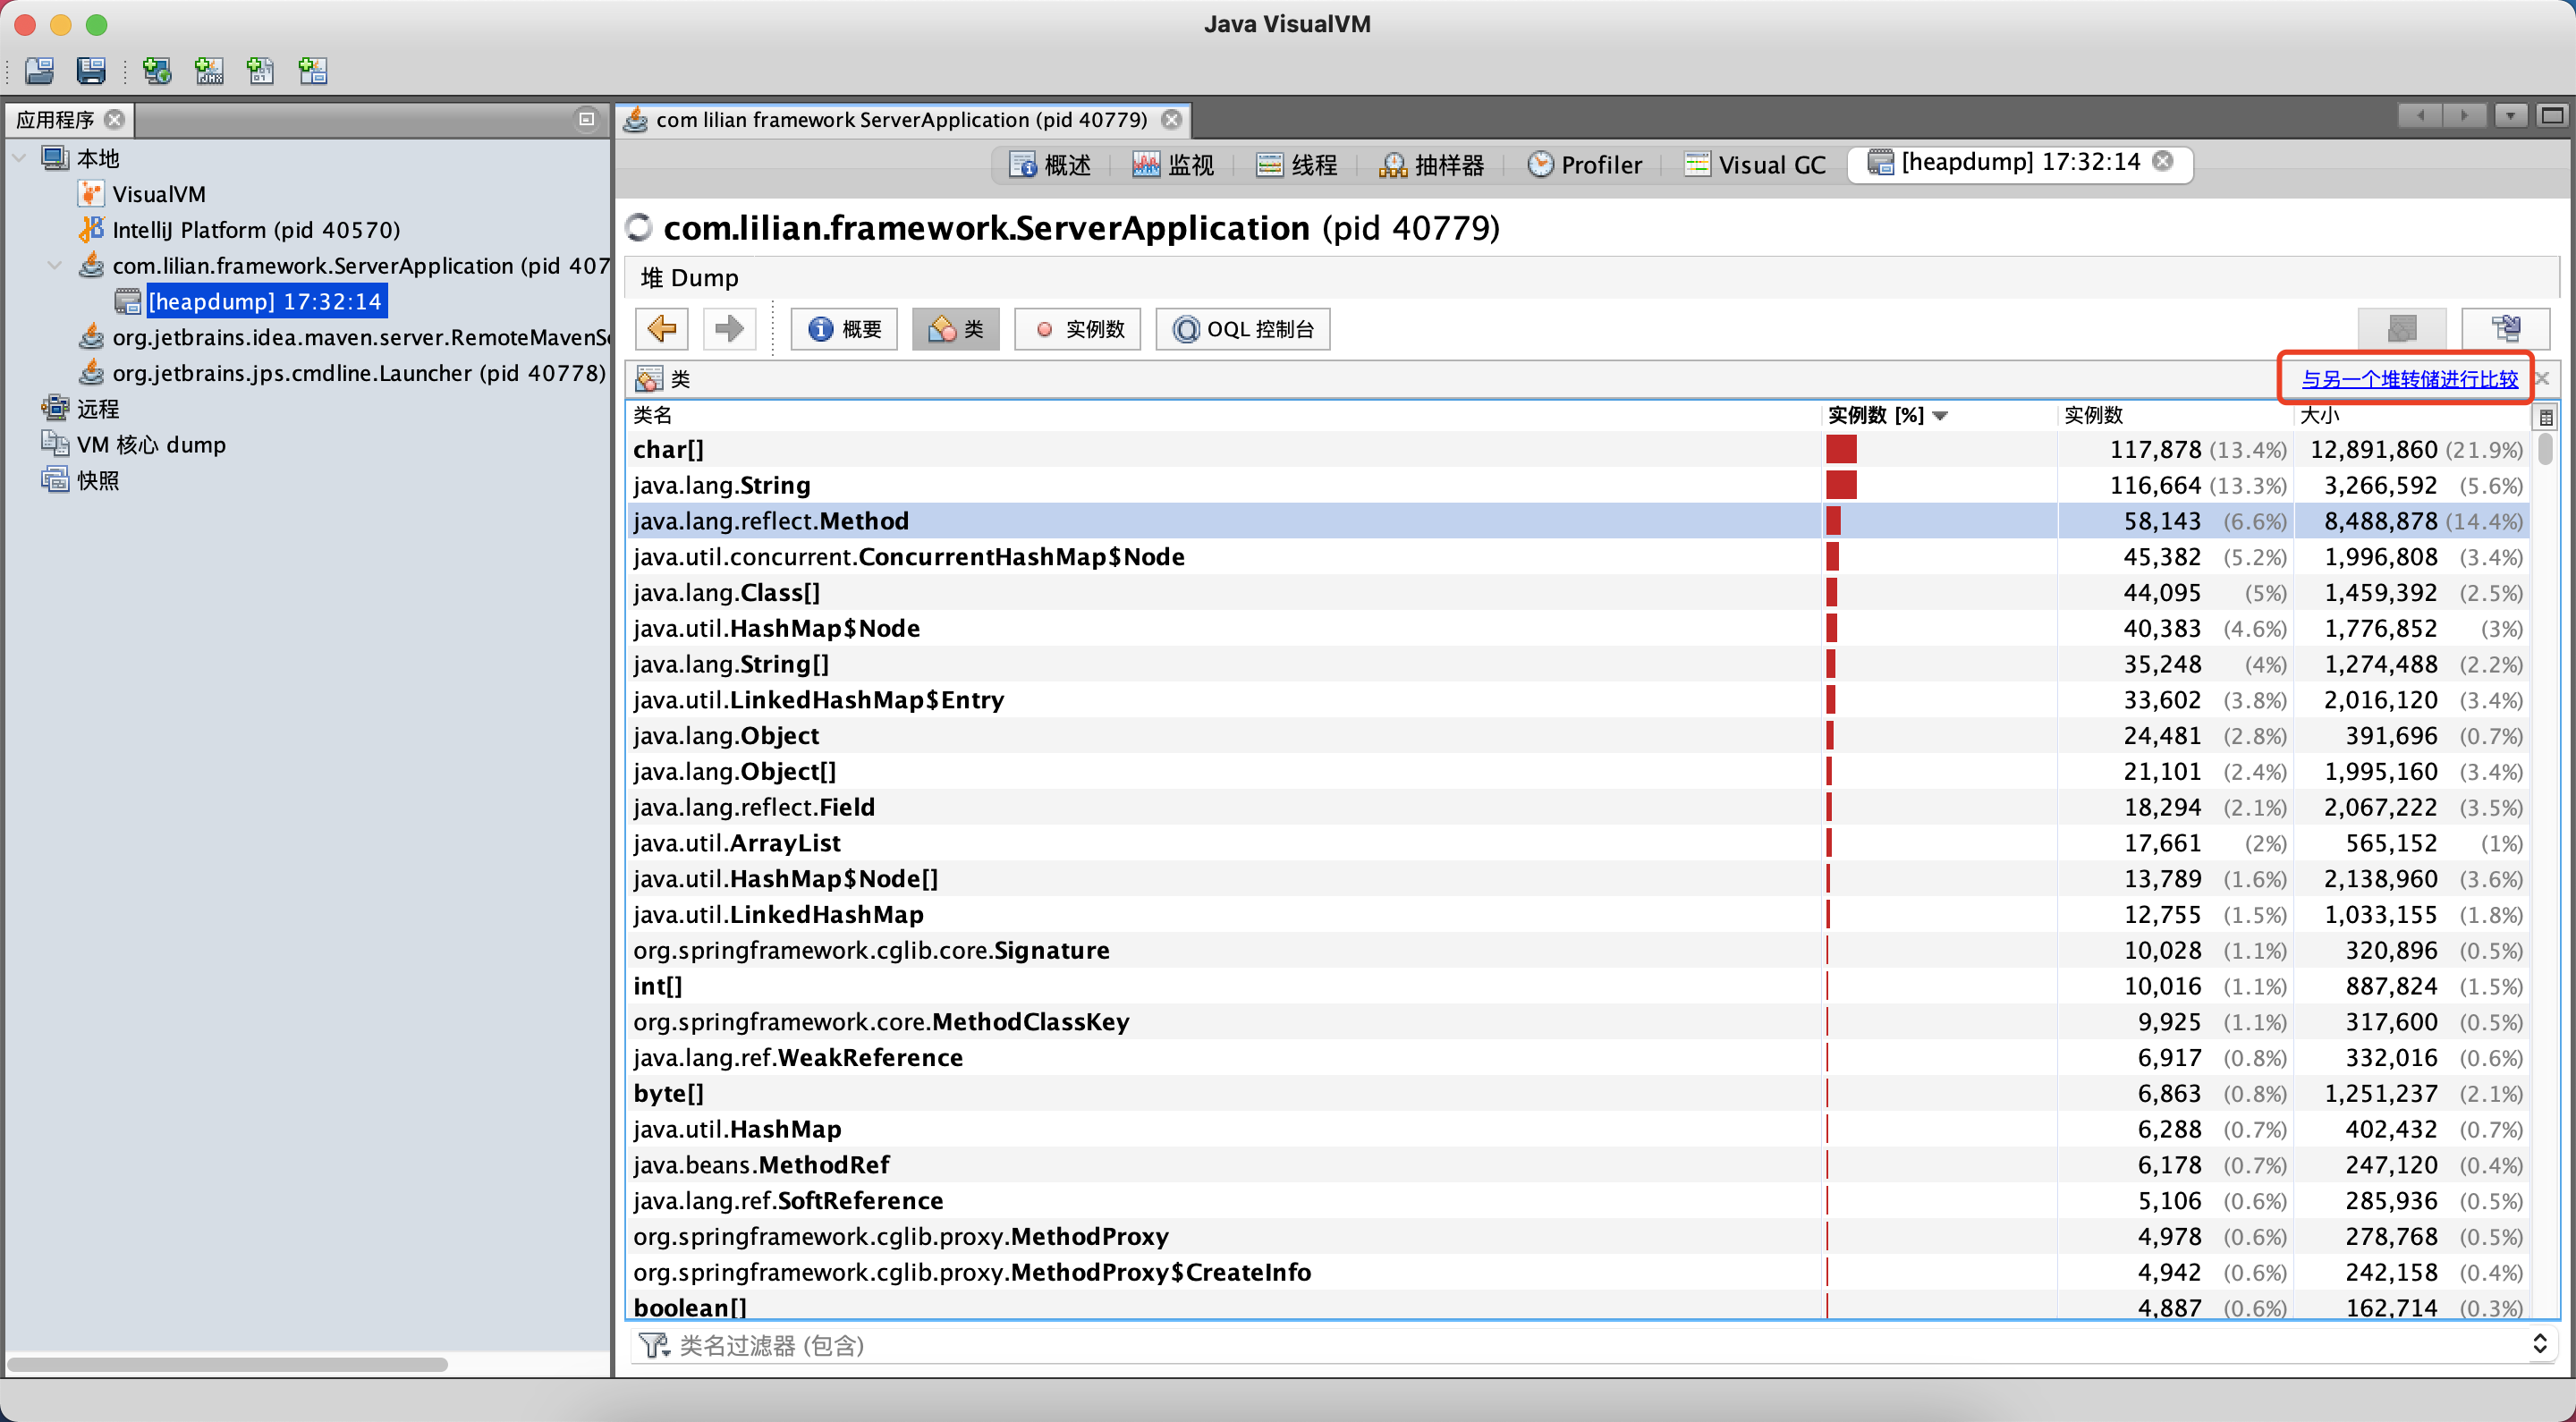 Java VisualVM
应用程序
本地
VisualVM
IntelliJ Platform (pid 40570)
com.lilian.framework.ServerApplication (pid 407
[heapdump] 17:32:14
org.jetbrains.idea.maven.server.RemoteMavenSe
org.jetbrains.jps.cmdline.Launcher (pid 40778)
远程
VM 核心 dump
快照
com lilian framework ServerApplication (pid 40779)
概述 监视 线程 抽样器 Profiler Visual GC [heapdump] 17:32:14
com.lilian.framework.ServerApplication (pid 40779)
堆 Dump
概要 类 实例数 OQL 控制台
类 与另一个堆转储进行比较
类名 实例数 [%] 实例数 大小
char[] 117,878 (13.4%) 12,891,860 (21.9%)
java.lang.String 116,664 (13.3%) 3,266,592 (5.6%)
java.lang.reflect.Method 58,143 (6.6%) 8,488,878 (14.4%)
java.util.concurrent.ConcurrentHashMap$Node 45,382 (5.2%) 1,996,808 (3.4%)
java.lang.Class[] 44,095 (5%) 1,459,392 (2.5%)
java.util.HashMap$Node 40,383 (4.6%) 1,776,852 (3%)
java.lang.String[] 35,248 (4%) 1,274,488 (2.2%)
java.util.LinkedHashMap$Entry 33,602 (3.8%) 2,016,120 (3.4%)
java.lang.Object 24,481 (2.8%) 391,696 (0.7%)
java.lang.Object[] 21,101 (2.4%) 1,995,160 (3.4%)
java.lang.reflect.Field 18,294 (2.1%) 2,067,222 (3.5%)
java.util.ArrayList 17,661 (2%) 565,152 (1%)
java.util.HashMap$Node[] 13,789 (1.6%) 2,138,960 (3.6%)
java.util.LinkedHashMap 12,755 (1.5%) 1,033,155 (1.8%)
org.springframework.cglib.core.Signature 10,028 (1.1%) 320,896 (0.5%)
int[] 10,016 (1.1%) 887,824 (1.5%)
org.springframework.core.MethodClassKey 9,925 (1.1%) 317,600 (0.5%)
java.lang.ref.WeakReference 6,917 (0.8%) 332,016 (0.6%)
byte[] 6,863 (0.8%) 1,251,237 (2.1%)
java.util.HashMap 6,288 (0.7%) 402,432 (0.7%)
java.beans.MethodRef 6,178 (0.7%) 247,120 (0.4%)
java.lang.ref.SoftReference 5,106 (0.6%) 285,936 (0.5%)
org.springframework.cglib.proxy.MethodProxy 4,978 (0.6%) 278,768 (0.5%)
org.springframework.cglib.proxy.MethodProxy$CreateInfo 4,942 (0.6%) 242,158 (0.4%)
boolean[] 4,887 (0.6%) 162,714 (0.3%)
类名过滤器 (包含)